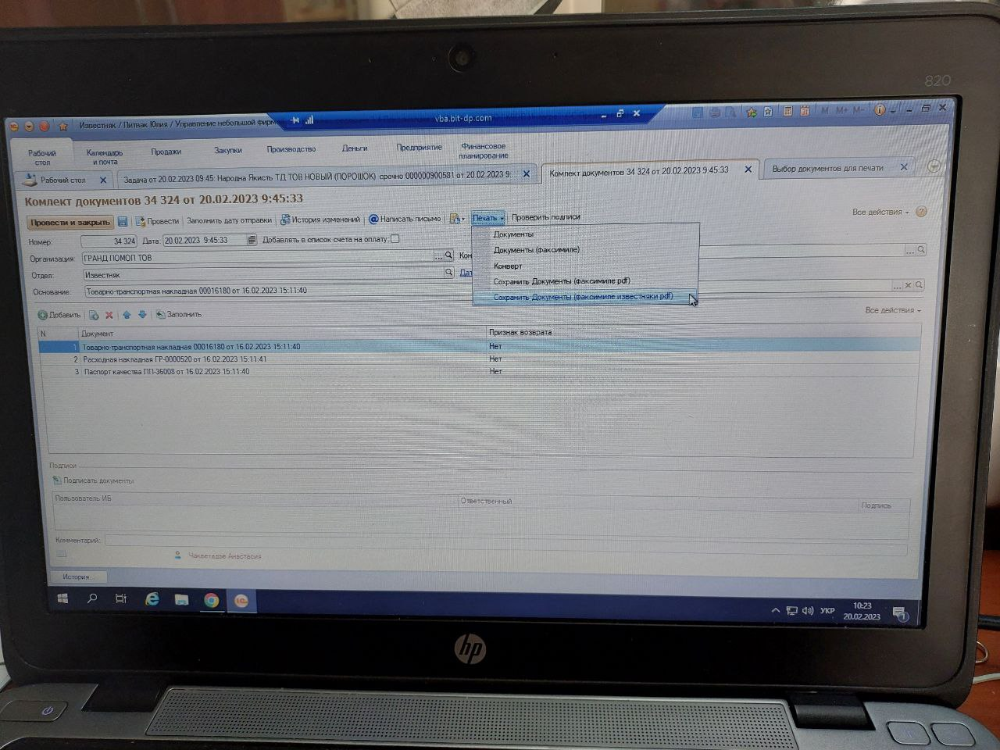 820
Известняк / Литвак Юлия / Управление небольшой фирм
vba.bit-dp.com
M M+ M-
Рабочий стол
Календарь и почта
Продажи
Закупки
Производство
Деньги
Предприятие
Финансовое планирование
Рабочий стол
Задача от 20.02.2023 09:45: Народна Якисть ТД ТОВ НОВЫЙ (ПОРОШОК) срочно 000000900581 от 20.02.2023 9:...
Комлект документов 34 324 от 20.02.2023 9:45:33
Выбор документов для печати
Комлект документов 34 324 от 20.02.2023 9:45:33
Провести и закрыть
Провести
Заполнить дату отправки
История изменений
Написать письмо
Печать
Проверить подписи
Все действия
Номер: 34 324 Дата: 20.02.2023 9:45:33 Добавлять в список счета на оплату:
Организация: ГРАНД ПОМОЛ ТОВ
Кон
Отдел: Известняк
Дат
Основание: Товарно-транспортная накладная 00016180 от 16.02.2023 15:11:40
Документы
Документы (факсимиле)
Конверт
Сохранить Документы (факсимиле pdf)
Сохранить Документы (факсимиле известняки pdf)
Добавить
Заполнить
Все действия
N Документ Признак возврата
1 Товарно-транспортная накладная 00016180 от 16.02.2023 15:11:40 Нет
2 Расходная накладная ГР-0000520 от 16.02.2023 15:11:41 Нет
3 Паспорт качества ПП-36008 от 16.02.2023 15:11:40 Нет
Подписи
Подписать документы
Пользователь ИБ Ответственный Подпись
Комментарий:
Чакветадзе Анастасия
История...
УКР
10:23
20.02.2023
1
hp